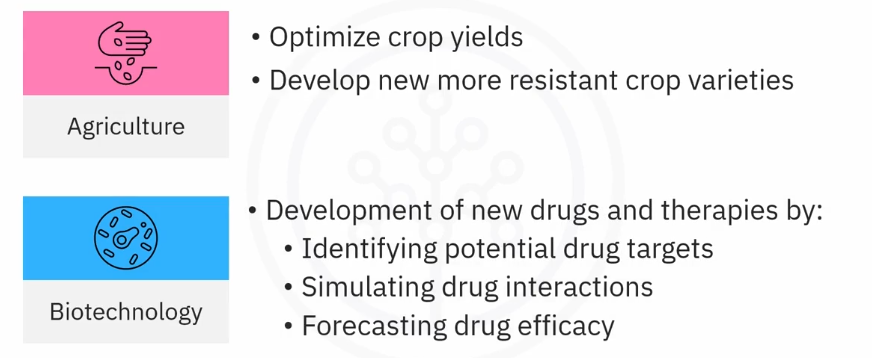 Agriculture
• Optimize crop yields
• Develop new more resistant crop varieties
Biotechnology
• Development of new drugs and therapies by:
• Identifying potential drug targets
• Simulating drug interactions
• Forecasting drug efficacy